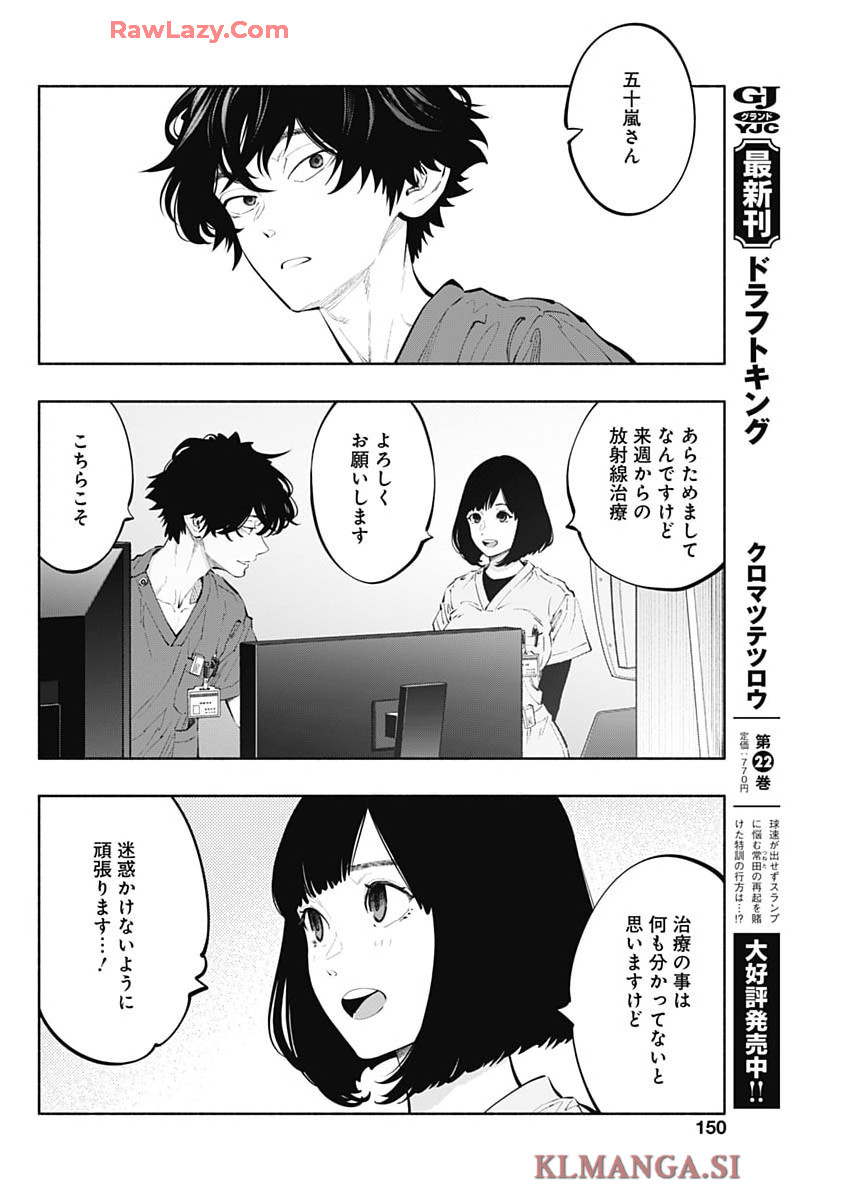 RawLazy.Com
五十嵐さん
あらためまして
なんですけど
来週からの
放射線治療
よろしく
お願いします
こちらこそ
治療の事は
何も分かってないと
思いますけど
迷惑かけないように
頑張ります…!
GJ
グランド
YJC
最新刊
ドラフトキング
クロマツテツロウ
第22巻
定価：770円
球速が出せずスランプ
に悩む常田の再起を賭
つねた
けた特訓の行方は…!?
大好評発売中!!
150
KLMANGA.SI